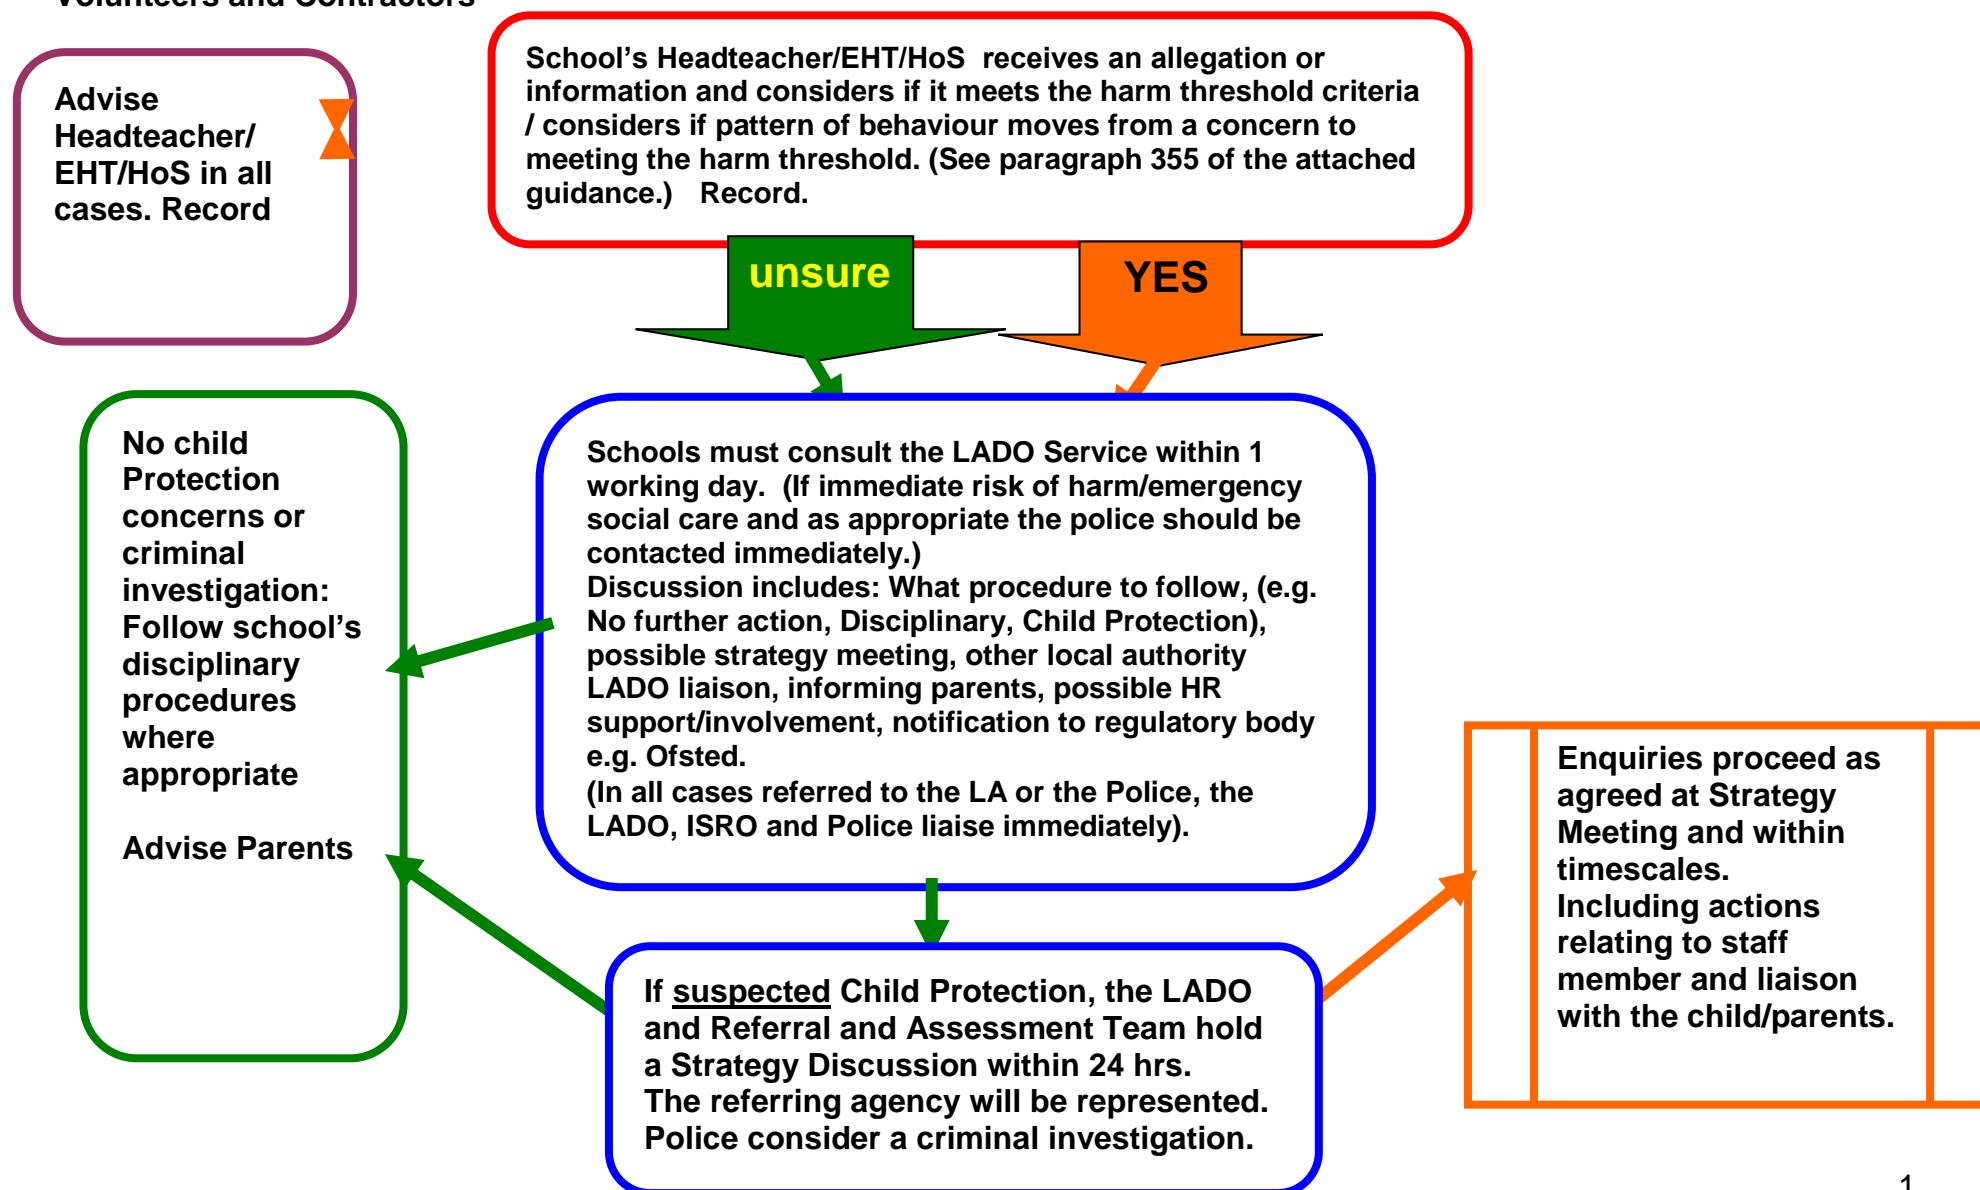 Volunteers and Contractors
Advise
Headteacher/
EHT/HoS in all
cases. Record
School’s Headteacher/EHT/HoS  receives an allegation or
information and considers if it meets the harm threshold criteria
/ considers if pattern of behaviour moves from a concern to
meeting the harm threshold. (See paragraph 355 of the attached
guidance.)   Record.
unsure
YES
No child
Protection
concerns or
criminal
investigation:
Follow school’s
disciplinary
procedures
where
appropriate
Advise Parents
Schools must consult the LADO Service within 1
working day.  (If immediate risk of harm/emergency
social care and as appropriate the police should be
contacted immediately.)
Discussion includes: What procedure to follow, (e.g.
No further action, Disciplinary, Child Protection),
possible strategy meeting, other local authority
LADO liaison, informing parents, possible HR
support/involvement, notification to regulatory body
e.g. Ofsted.
(In all cases referred to the LA or the Police, the
LADO, ISRO and Police liaise immediately).
Enquiries proceed as
agreed at Strategy
Meeting and within
timescales.
Including actions
relating to staff
member and liaison
with the child/parents.
If suspected Child Protection, the LADO
and Referral and Assessment Team hold
a Strategy Discussion within 24 hrs.
The referring agency will be represented.
Police consider a criminal investigation.
1